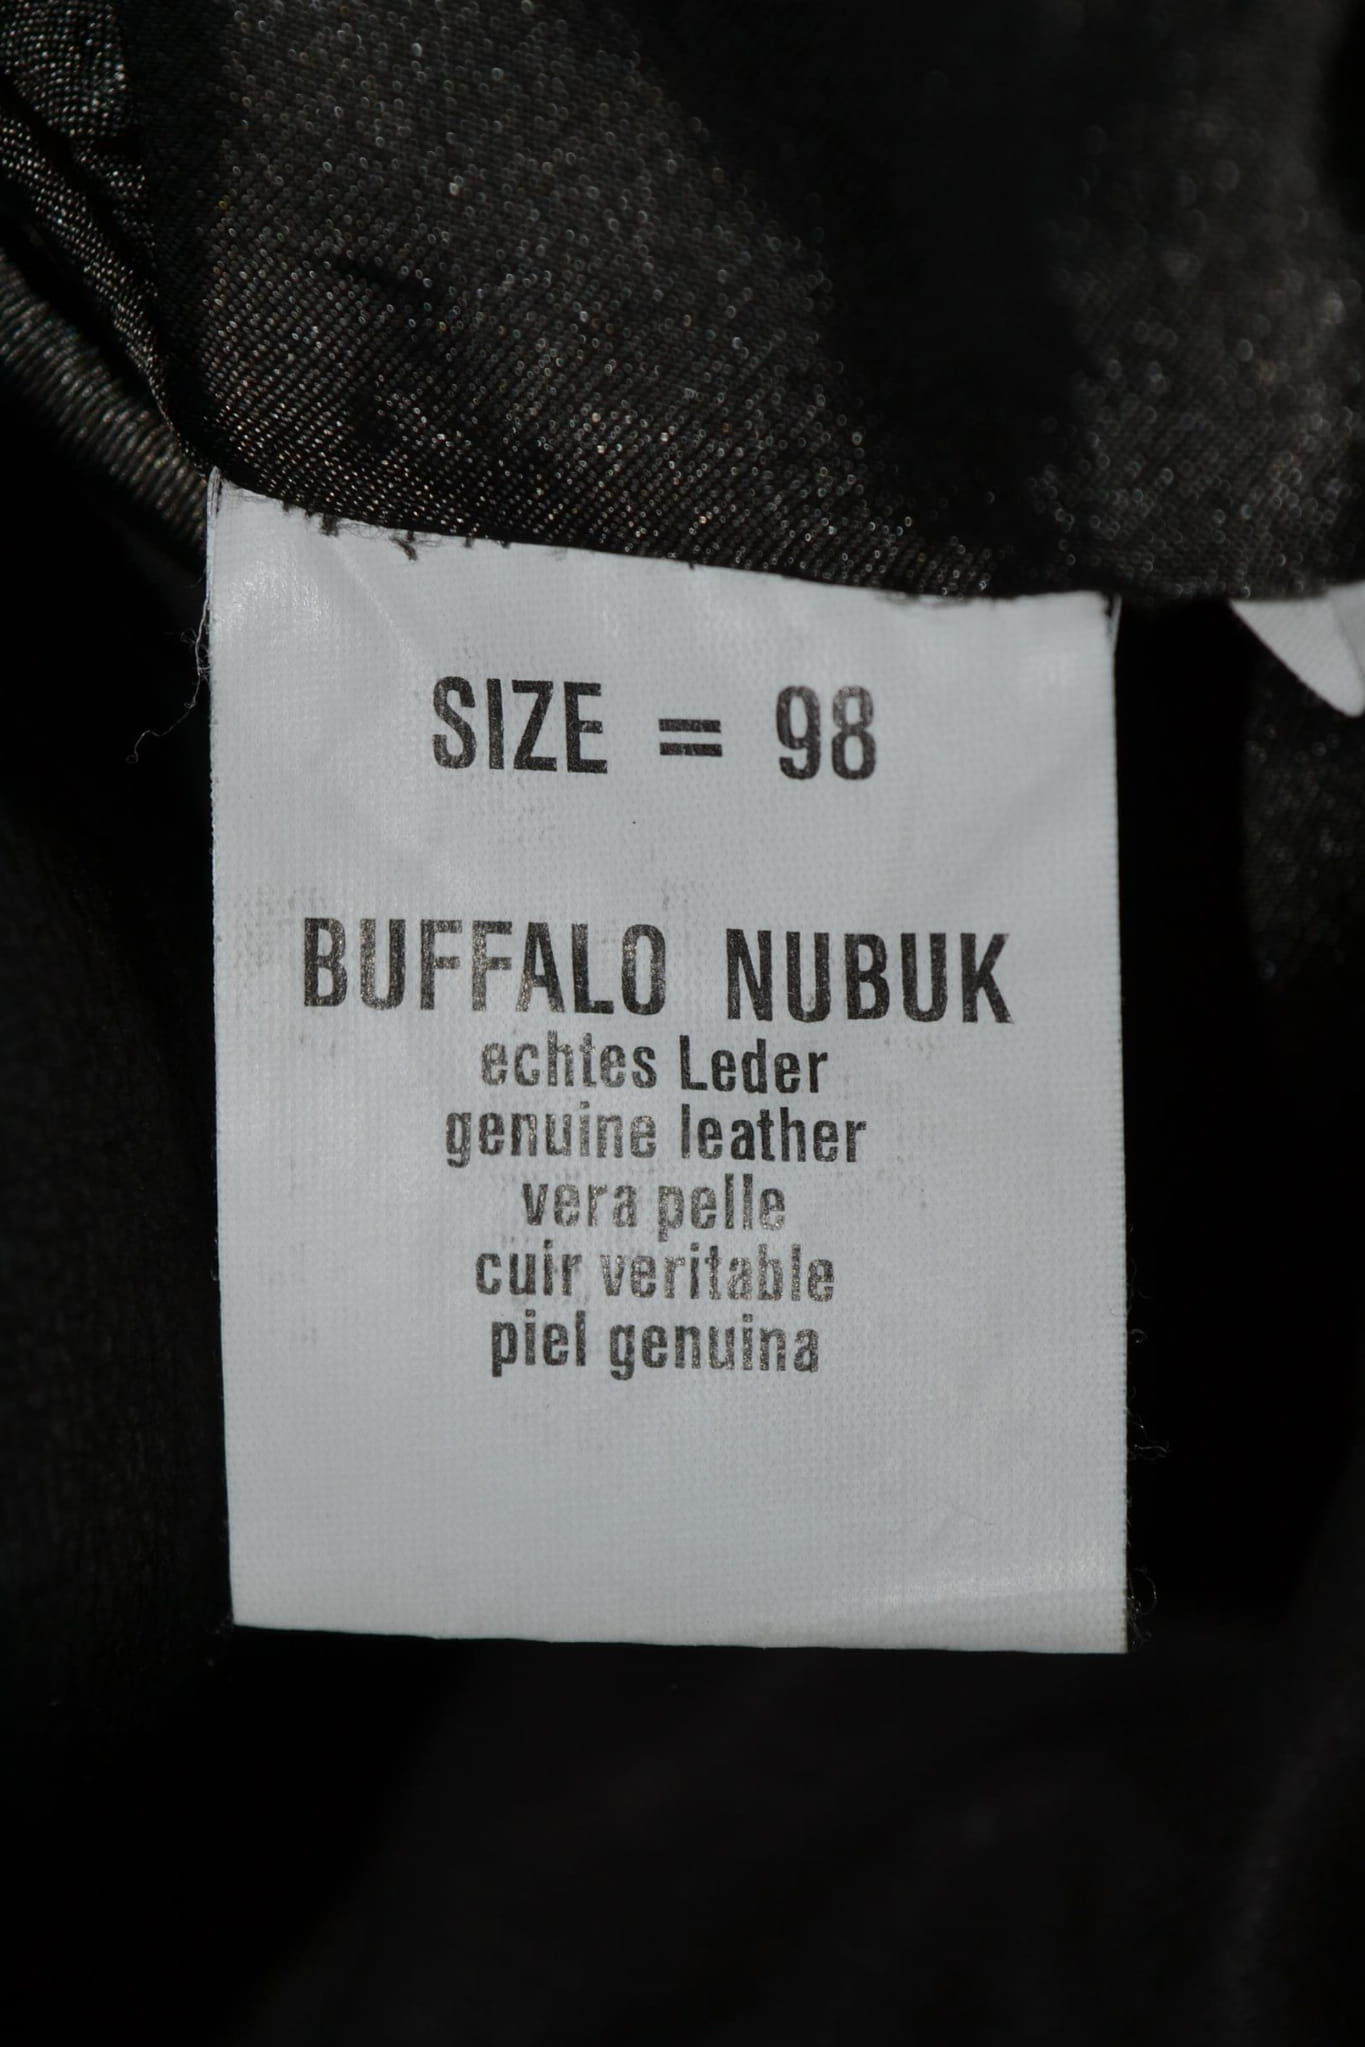 SIZE = 98
BUFFALO NUBUK
echtes Leder
genuine leather
vera pelle
cuir veritable
piel genuina